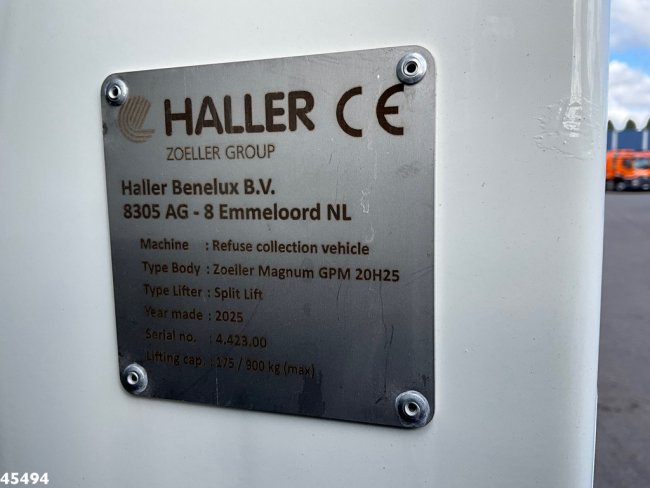 HALLER CE
ZOELLER GROUP
Haller Benelux B.V.
8305 AG - 8 Emmeloord NL
Machine : Refuse collection vehicle
Type Body : Zoeller Magnum GPM 20H25
Type Lifter : Split Lift
Year made : 2025
Serial no. : 4.423.00
Lifting cap. : 175 / 900 kg (max)
45494